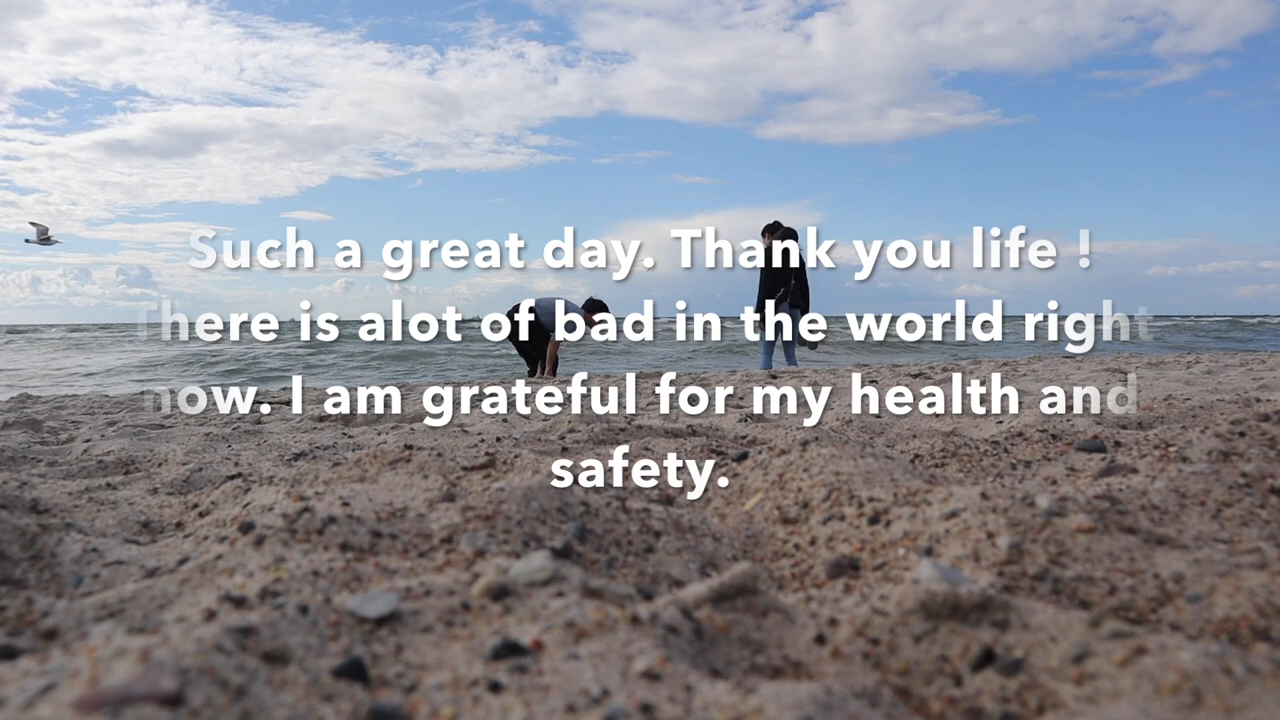 Such a great day. Thank you life !
There is alot of bad in the world right
now. I am grateful for my health and
safety.